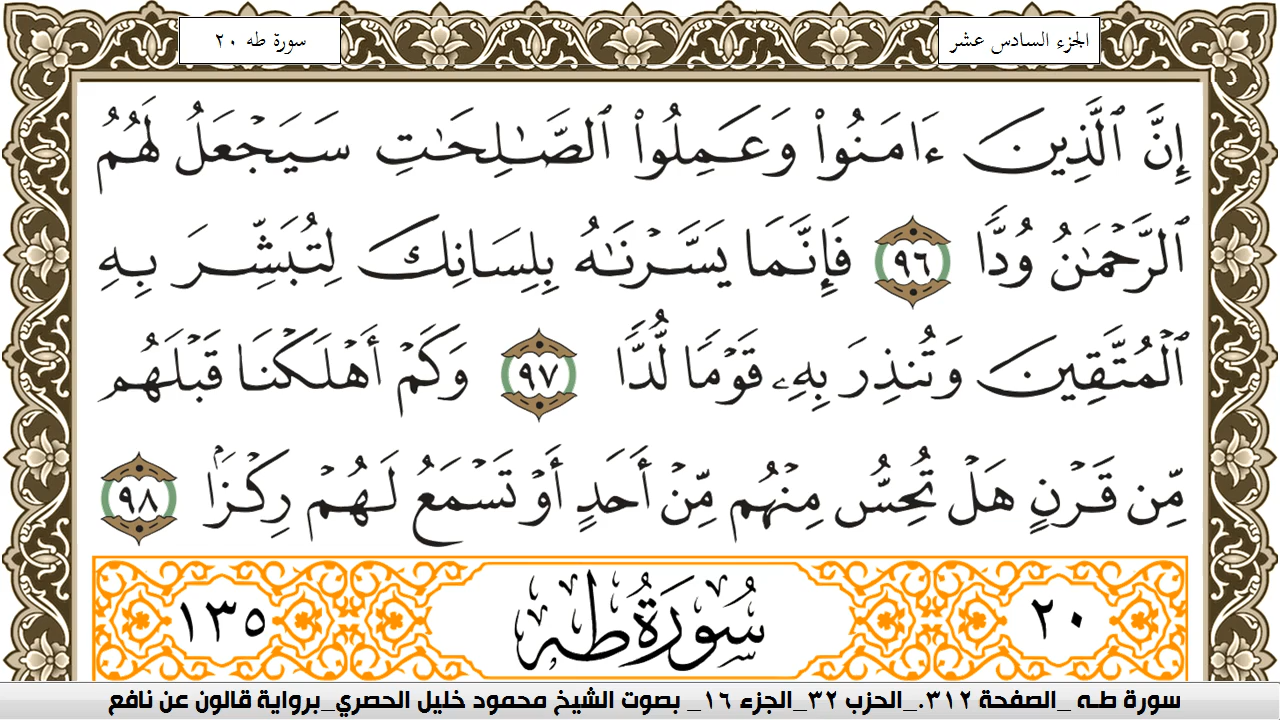 الجزء السادس عشر
سورة طه ٢٠
إِنَّ ٱلَّذِينَ ءَامَنُواْ وَعَمِلُواْ ٱلصَّٰلِحَٰتِ سَيَجْعَلُ لَهُمُ
ٱلرَّحْمَٰنُ وُدًّا ٩٦ فَإِنَّمَا يَسَّرْنَٰهُ بِلِسَانِكَ لِتُبَشِّرَ بِهِ
ٱلْمُتَّقِينَ وَتُنذِرَ بِهِۦ قَوْمًا لُّدًّا ٩٧ وَكَمْ أَهْلَكْنَا قَبْلَهُم
مِّن قَرْنٍ هَلْ تُحِسُّ مِنْهُم مِّنْ أَحَدٍ أَوْ تَسْمَعُ لَهُمْ رِكْزًۢا ٩٨
٢٠ سُورَةُ طه ١٣٥
سورة طـه _الصفحة ٣١٢._الحزب ٣٢_الجزء ١٦_ بصوت الشيخ محمود خليل الحصري_برواية قالون عن نافع